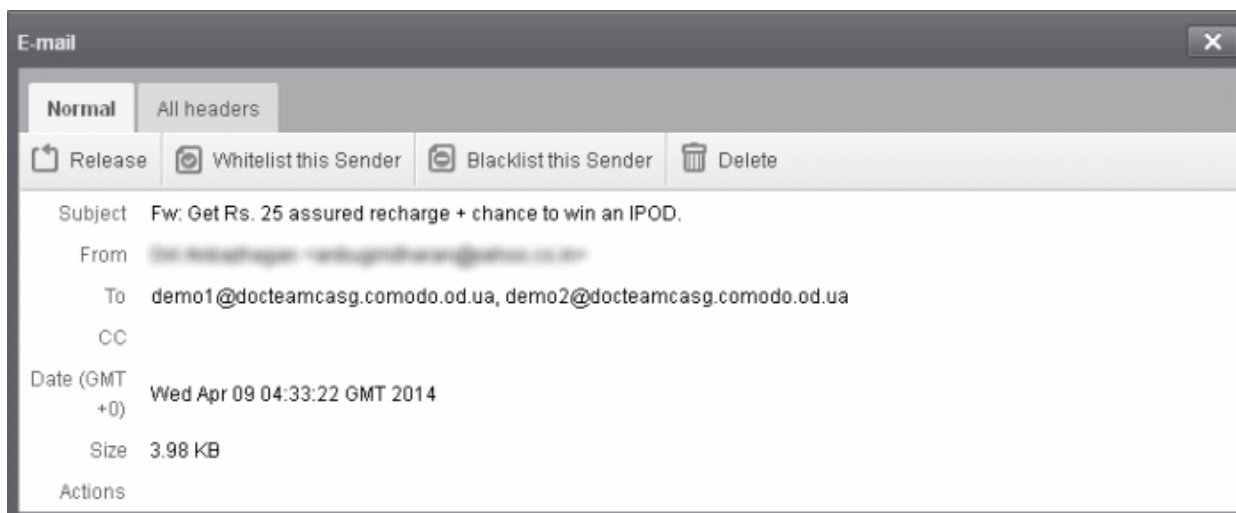 E-mail
Normal All headers
Release Whitelist this Sender Blacklist this Sender Delete
Subject Fw: Get Rs. 25 assured recharge + chance to win an IPOD.
From
To demo1@docteamcasg.comodo.od.ua, demo2@docteamcasg.comodo.od.ua
CC
Date (GMT
+0) Wed Apr 09 04:33:22 GMT 2014
Size 3.98 KB
Actions